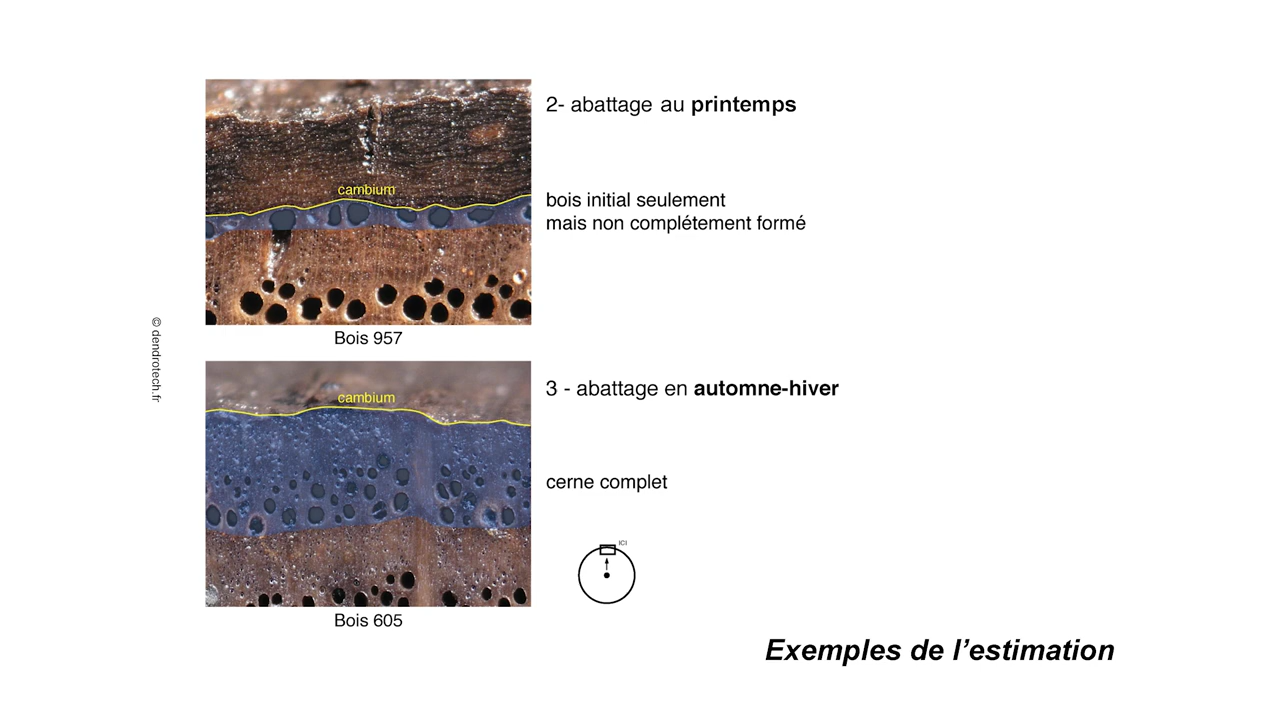 2- abattage au printemps
cambium
bois initial seulement
mais non complétement formé
Bois 957
© dendrotech.fr
3 - abattage en automne-hiver
cambium
cerne complet
ICI
Bois 605
Exemples de l’estimation